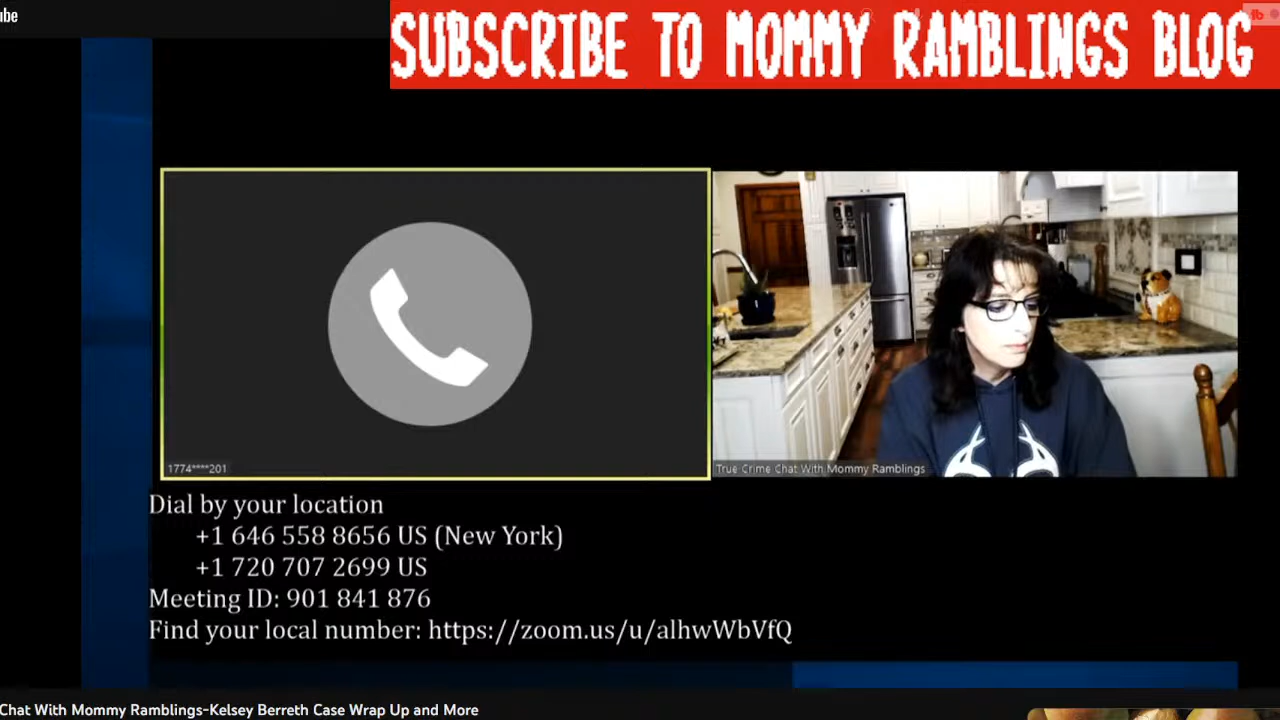 ube
SUBSCRIBE TO MOMMY RAMBLINGS BLOG
fb
1774****201
True Crime Chat With Mommy Ramblings
Dial by your location
+1 646 558 8656 US (New York)
+1 720 707 2699 US
Meeting ID: 901 841 876
Find your local number: https://zoom.us/u/alhwWbVfQ
Chat With Mommy Ramblings-Kelsey Berreth Case Wrap Up and More